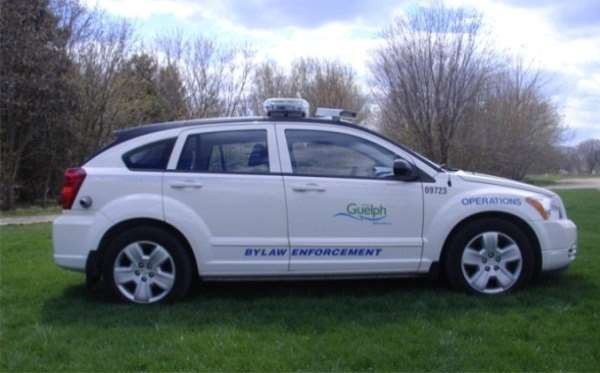 09723
OPERATIONS
Guelph
BYLAW ENFORCEMENT